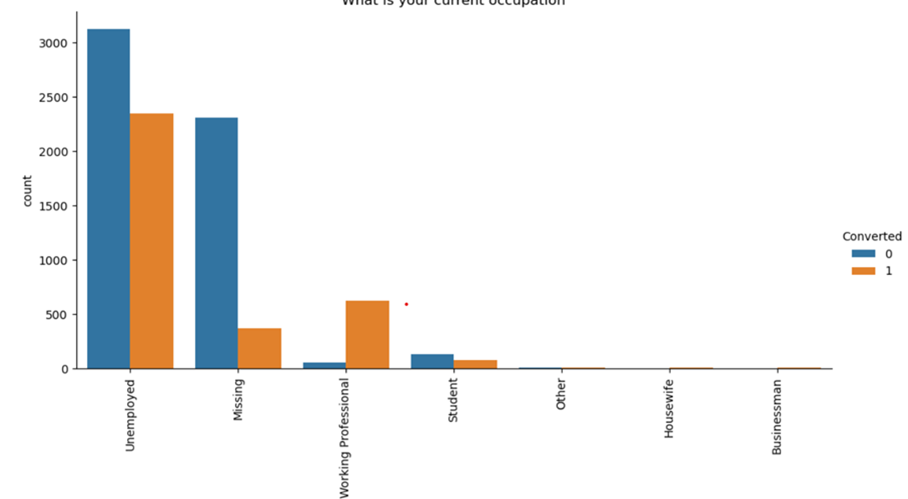 What is your current occupation
3000
2500
2000
1500
1000
500
0
count
Unemployed
Missing
Working Professional
Student
Other
Housewife
Businessman
Converted
0
1